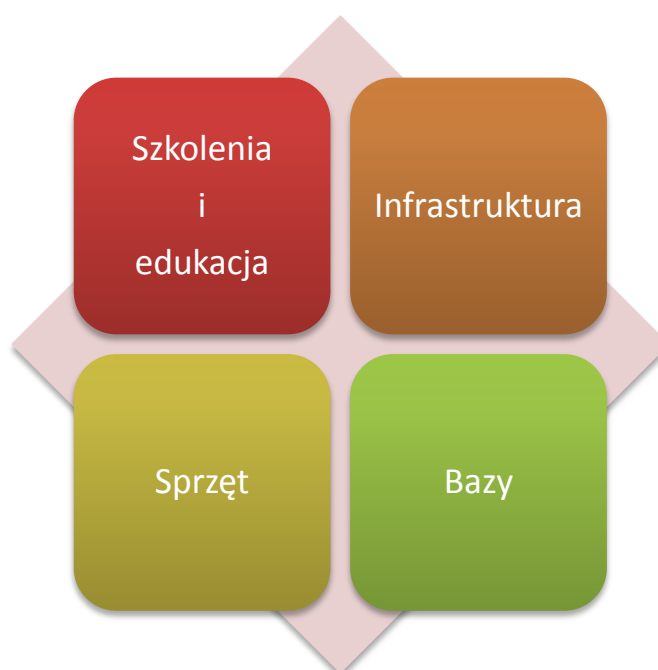 Szkolenia
i
edukacja
Infrastruktura
Sprzęt
Bazy